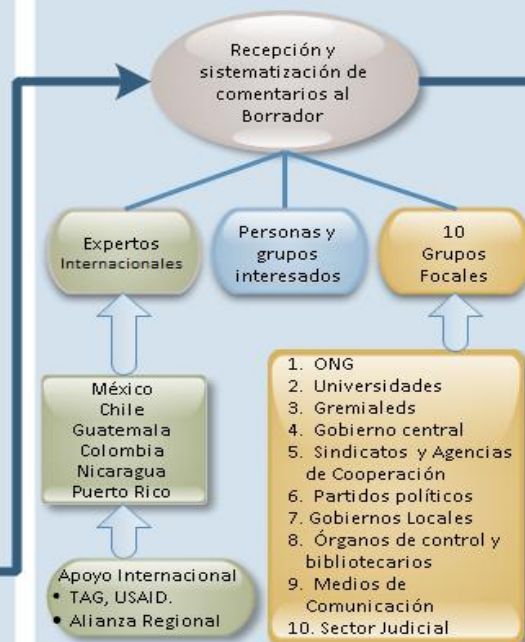 Recepción y
sistematización de
comentarios al
Borrador
Expertos
Internacionales
Personas y
grupos
interesados
10
Grupos
Focales
México
Chile
Guatemala
Colombia
Nicaragua
Puerto Rico
Apoyo Internacional
• TAG, USAID.
• Alianza Regional
1. ONG
2. Universidades
3. Gremialeds
4. Gobierno central
5. Sindicatos y Agencias
de Cooperación
6. Partidos políticos
7. Gobiernos Locales
8. Órganos de control y
bibliotecarios
9. Medios de
Comunicación
10. Sector Judicial